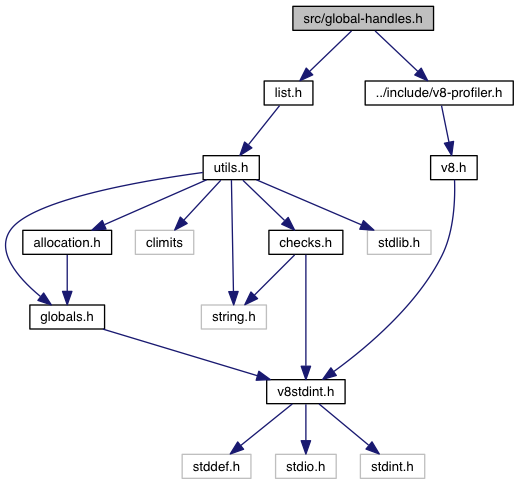 src/global-handles.h
list.h
../include/v8-profiler.h
utils.h
v8.h
allocation.h
climits
checks.h
stdlib.h
globals.h
string.h
v8stdint.h
stddef.h
stdio.h
stdint.h